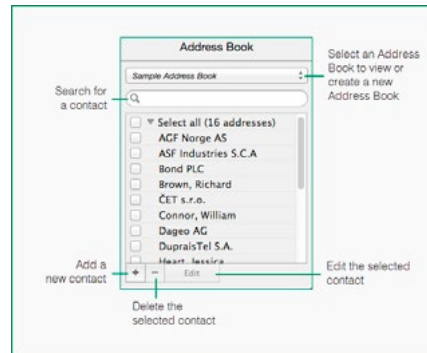 Address Book
Select an Address
Book to view or
create a new
Address Book
Sample Address Book
Search for
a contact
Select all (16 addresses)
AGF Norge AS
ASF Industries S.C.A
Bond PLC
Brown, Richard
ČET s.r.o.
Connor, William
Dageo AG
DupraisTel S.A.
Heart, Jessica
Add a
new contact
+ − Edit
Edit the selected
contact
Delete the
selected contact